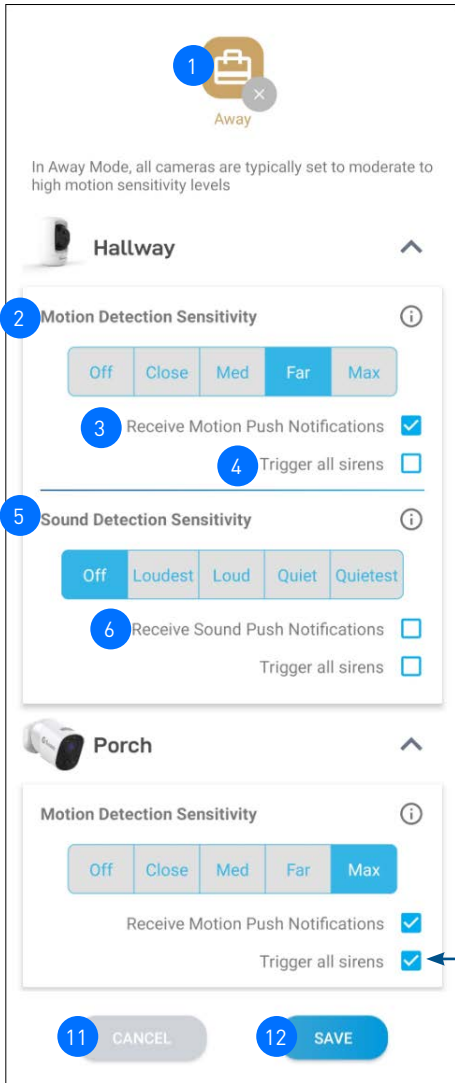 1
Away
In Away Mode, all cameras are typically set to moderate to
high motion sensitivity levels
Hallway
2 Motion Detection Sensitivity
Off Close Med Far Max
3 Receive Motion Push Notifications
4 Trigger all sirens
5 Sound Detection Sensitivity
Off Loudest Loud Quiet Quietest
6 Receive Sound Push Notifications
Trigger all sirens
Porch
Motion Detection Sensitivity
Off Close Med Far Max
Receive Motion Push Notifications
Trigger all sirens
11 CANCEL 12 SAVE